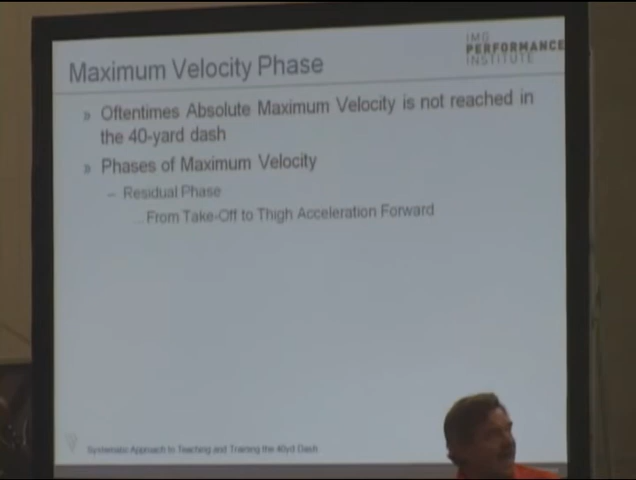 IMG
PERFORMANCE
INSTITUTE
Maximum Velocity Phase
» Oftentimes Absolute Maximum Velocity is not reached in
the 40-yard dash
» Phases of Maximum Velocity
– Residual Phase
From Take-Off to Thigh Acceleration Forward
Systematic Approach to Teaching and Training the 40yd Dash